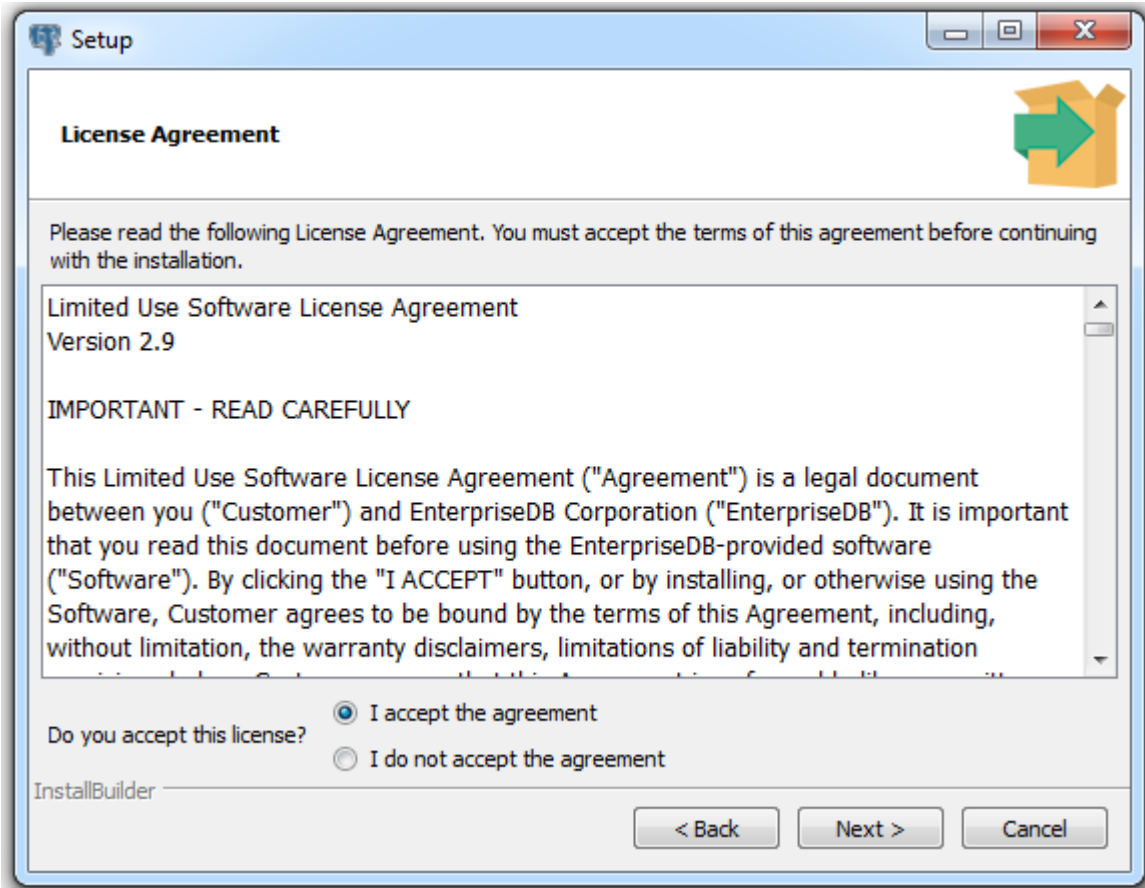 Setup
License Agreement
Please read the following License Agreement. You must accept the terms of this agreement before continuing
with the installation.
Limited Use Software License Agreement
Version 2.9
IMPORTANT - READ CAREFULLY
This Limited Use Software License Agreement ("Agreement") is a legal document
between you ("Customer") and EnterpriseDB Corporation ("EnterpriseDB"). It is important
that you read this document before using the EnterpriseDB-provided software
("Software"). By clicking the "I ACCEPT" button, or by installing, or otherwise using the
Software, Customer agrees to be bound by the terms of this Agreement, including,
without limitation, the warranty disclaimers, limitations of liability and termination
Do you accept this license?
I accept the agreement
I do not accept the agreement
InstallBuilder
< Back
Next >
Cancel